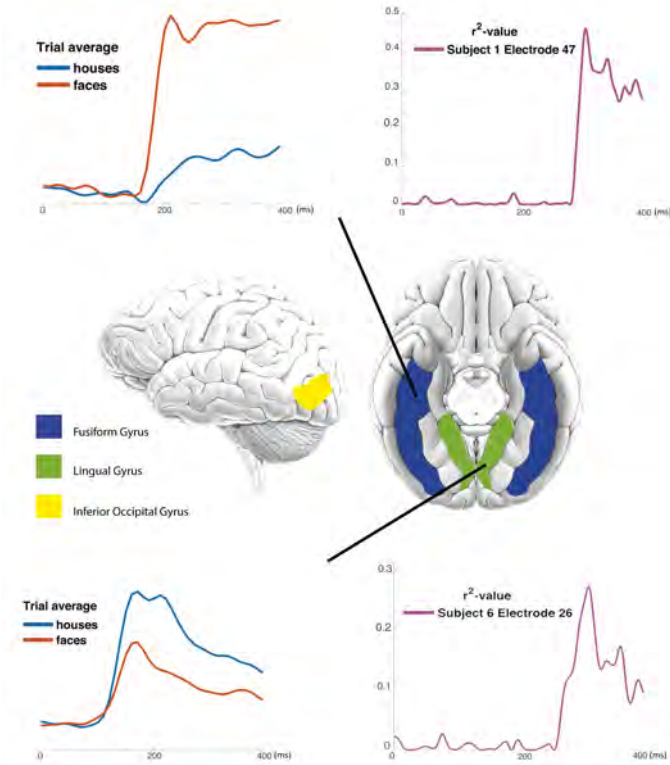 Trial average
houses
faces
0
200
400 (ms)
r²-value
Subject 1 Electrode 47
0.5
0.4
0.3
0.2
0.1
0
0
200
400 (ms)
Fusiform Gyrus
Lingual Gyrus
Inferior Occipital Gyrus
Trial average
houses
faces
0
200
400 (ms)
r²-value
Subject 6 Electrode 26
0.3
0.2
0.1
0
0
200
400 (ms)